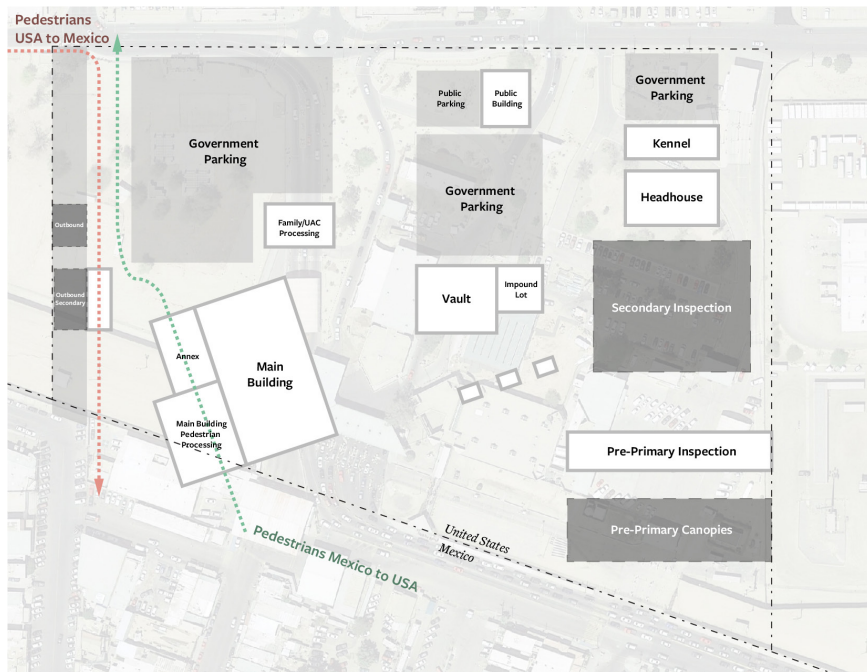 Pedestrians
USA to Mexico
Government
Parking
Public
Parking
Public
Building
Government
Parking
Kennel
Government
Parking
Headhouse
Outbound
Family/UAC
Processing
Outbound
Secondary
Vault
Impound
Lot
Secondary Inspection
Annex
Main
Building
Main Building
Pedestrian
Processing
Pre-Primary Inspection
United States
Mexico
Pre-Primary Canopies
Pedestrians Mexico to USA